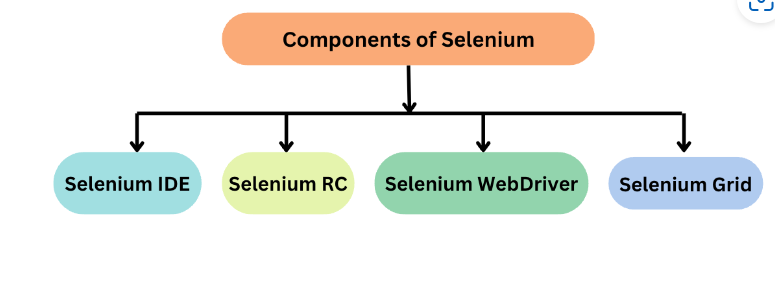 Components of Selenium
Selenium IDE
Selenium RC
Selenium WebDriver
Selenium Grid